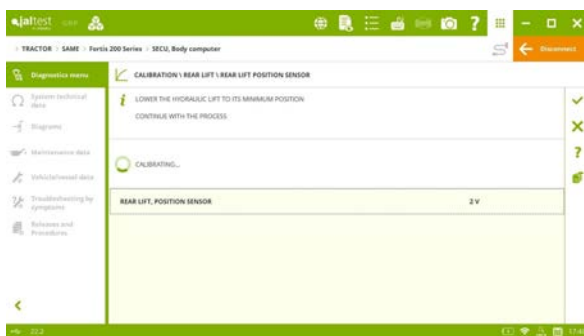 jaltest
TRACTOR › SAME › Fortis 200 Series › SECU, Body computer
Disconnect
Diagnostics menu
CALIBRATION \ REAR LIFT \ REAR LIFT POSITION SENSOR
System technical data
LOWER THE HYDRAULIC LIFT TO ITS MINIMUM POSITION
CONTINUE WITH THE PROCESS
Diagrams
Maintenance data
CALIBRATING...
Vehicle/vessel data
Troubleshooting by symptoms
REAR LIFT, POSITION SENSOR 2 V
Releases and Procedures
22.2